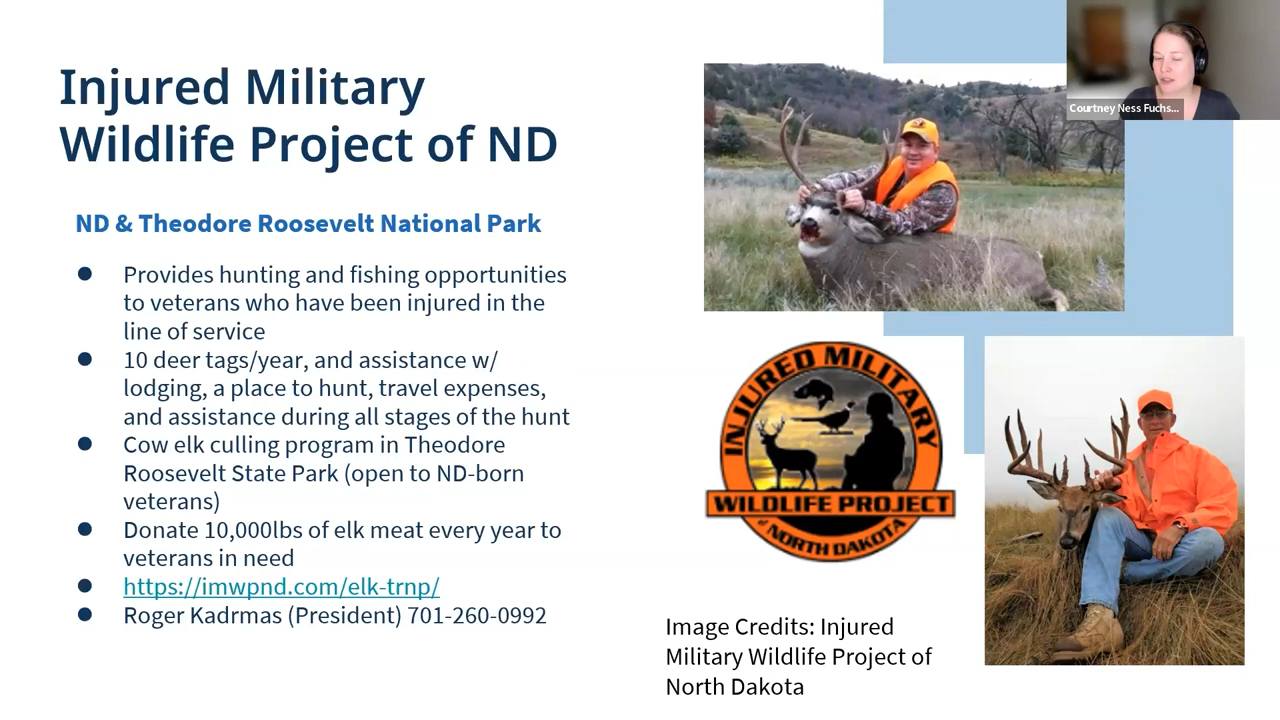 Injured Military
Wildlife Project of ND
ND & Theodore Roosevelt National Park
● Provides hunting and fishing opportunities
to veterans who have been injured in the
line of service
● 10 deer tags/year, and assistance w/
lodging, a place to hunt, travel expenses,
and assistance during all stages of the hunt
● Cow elk culling program in Theodore
Roosevelt State Park (open to ND-born
veterans)
● Donate 10,000lbs of elk meat every year to
veterans in need
● https://imwpnd.com/elk-trnp/
● Roger Kadrmas (President) 701-260-0992
Courtney Ness Fuchs...
INJURED MILITARY
WILDLIFE PROJECT
of NORTH DAKOTA
Image Credits: Injured
Military Wildlife Project of
North Dakota